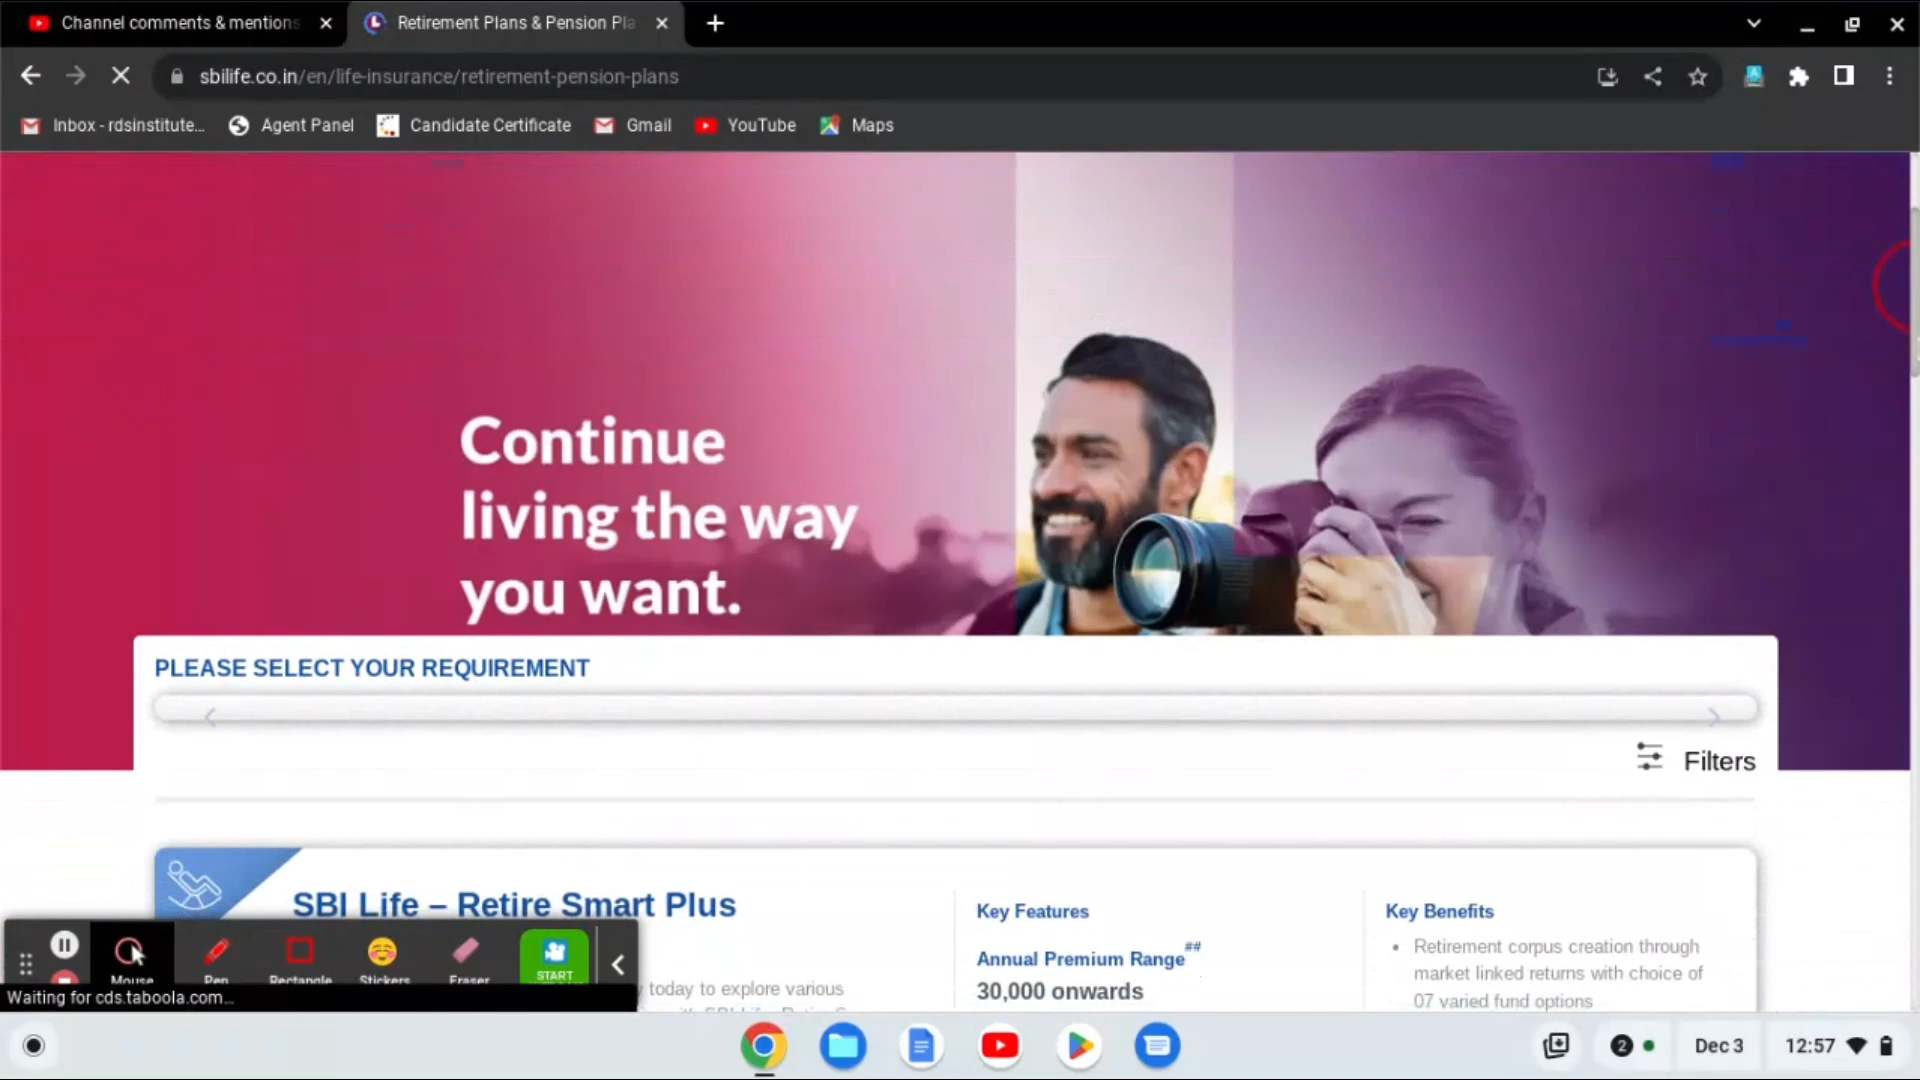 Channel comments & mentions
Retirement Plans & Pension Pla
sbilife.co.in/en/life-insurance/retirement-pension-plans
Inbox - rdsinstitute...
Agent Panel
Candidate Certificate
Gmail
YouTube
Maps
Continue
living the way
you want.
PLEASE SELECT YOUR REQUIREMENT
Filters
SBI Life – Retire Smart Plus
today to explore various
Key Features
Annual Premium Range##
30,000 onwards
Key Benefits
• Retirement corpus creation through
market linked returns with choice of
07 varied fund options
Mouse
Pen
Rectangle
Stickers
Eraser
START
Waiting for cds.taboola.com...
2
Dec 3
12:57